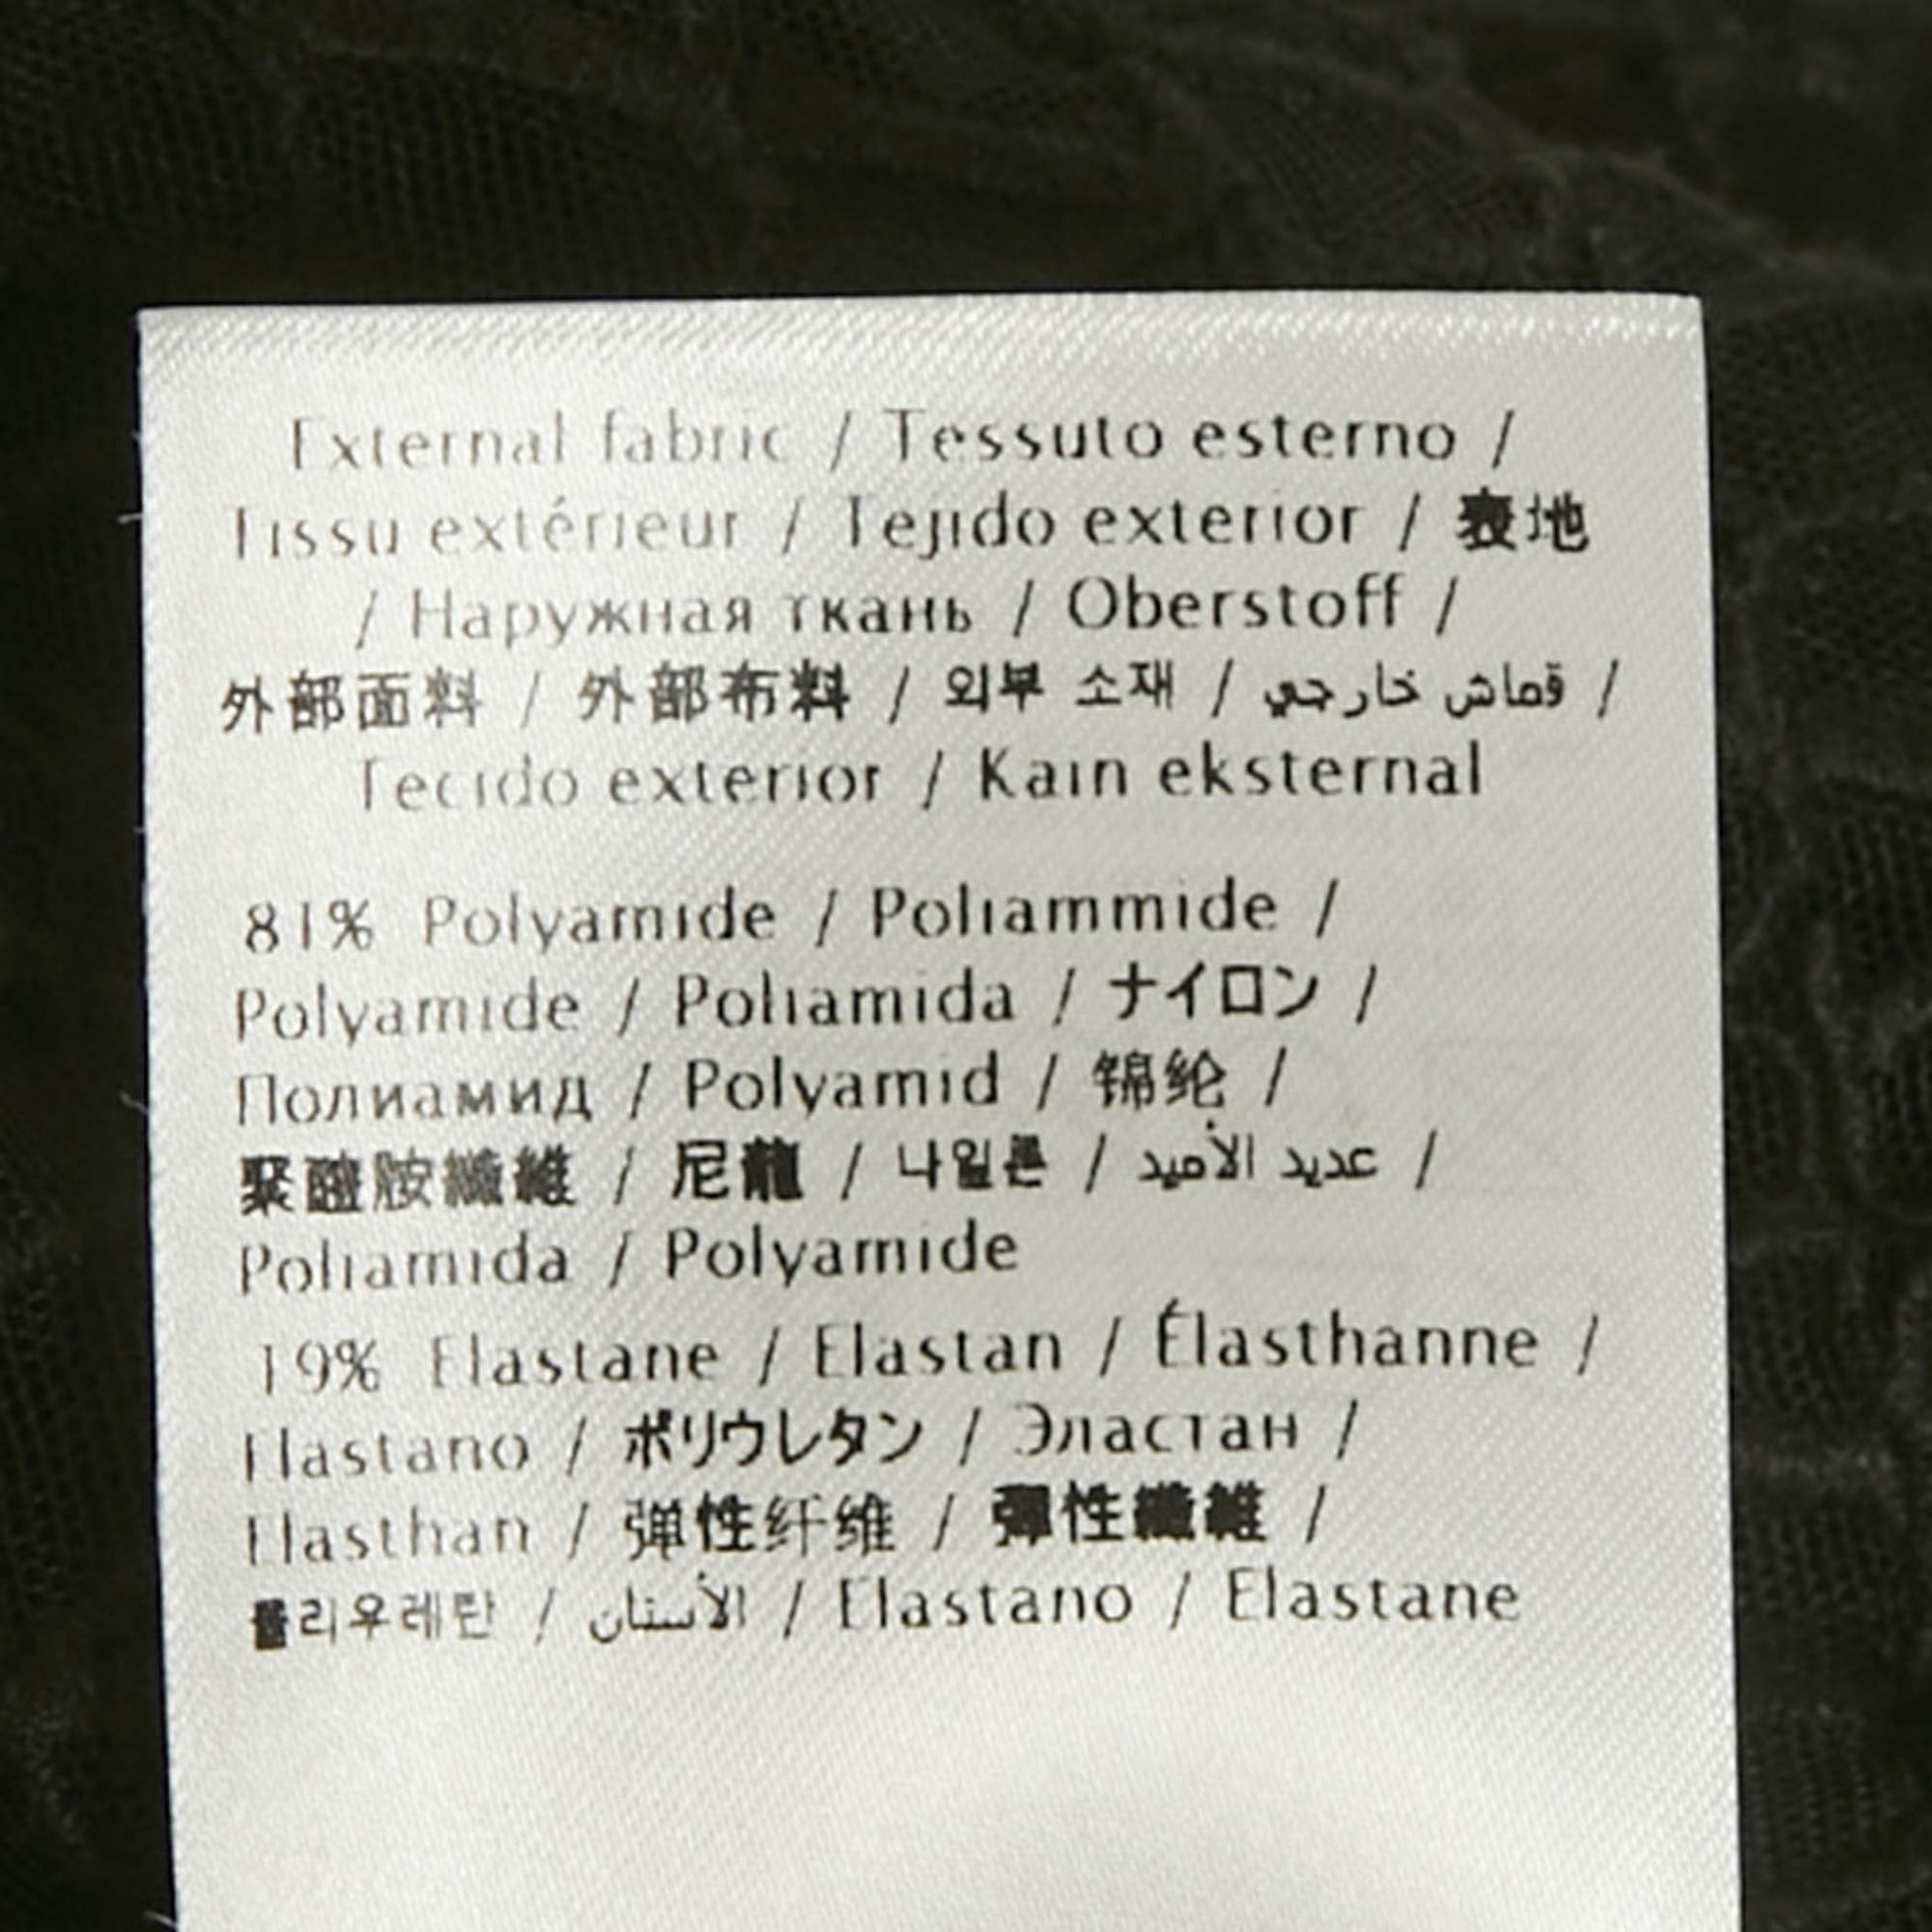 External fabric / Tessuto esterno /
Tissu extérieur / Tejido exterior / 表地
/ Наружная ткань / Oberstoff /
外部面料 / 外部布料 / 외부 소재 / قماش خارجي /
Tecido exterior / Kain eksternal
81% Polyamide / Poliammide /
Polyamide / Poliamida / ナイロン /
Полиамид / Polyamid / 锦纶 /
聚醯胺纖維 / 尼龍 / 나일론 / عديد الأميد /
Poliamida / Polyamide
19% Elastane / Elastan / Élasthanne /
Elastano / ポリウレタン / Эластан /
Elasthan / 弹性纤维 / 彈性纖維 /
폴리우레탄 / الأستان / Elastano / Elastane